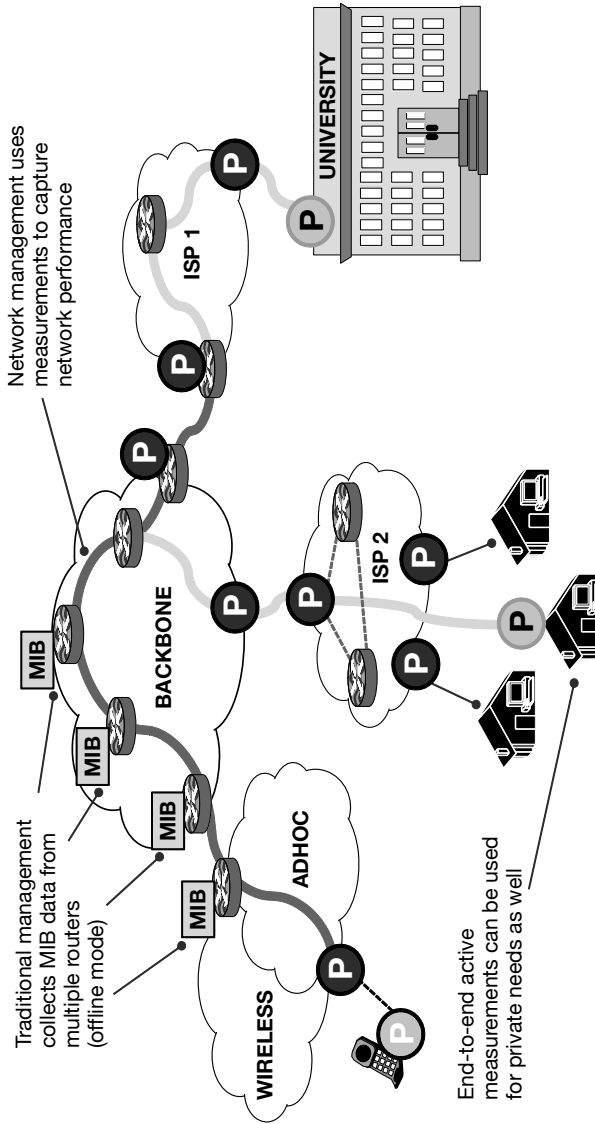 Traditional management
collects MIB data from
multiple routers
(offline mode)
Network management uses
measurements to capture
network performance
MIB
MIB
MIB
MIB
BACKBONE
WIRELESS
ADHOC
ISP 1
ISP 2
UNIVERSITY
P
P
P
P
P
P
P
P
P
P
P
End-to-end active
measurements can be used
for private needs as well